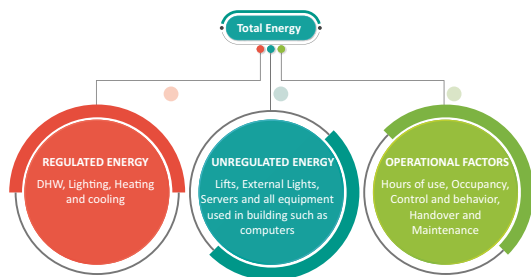 Total Energy
REGULATED ENERGY
DHW, Lighting, Heating
and cooling
UNREGULATED ENERGY
Lifts, External Lights,
Servers and all equipment
used in building such as
computers
OPERATIONAL FACTORS
Hours of use, Occupancy,
Control and behavior,
Handover and
Maintenance